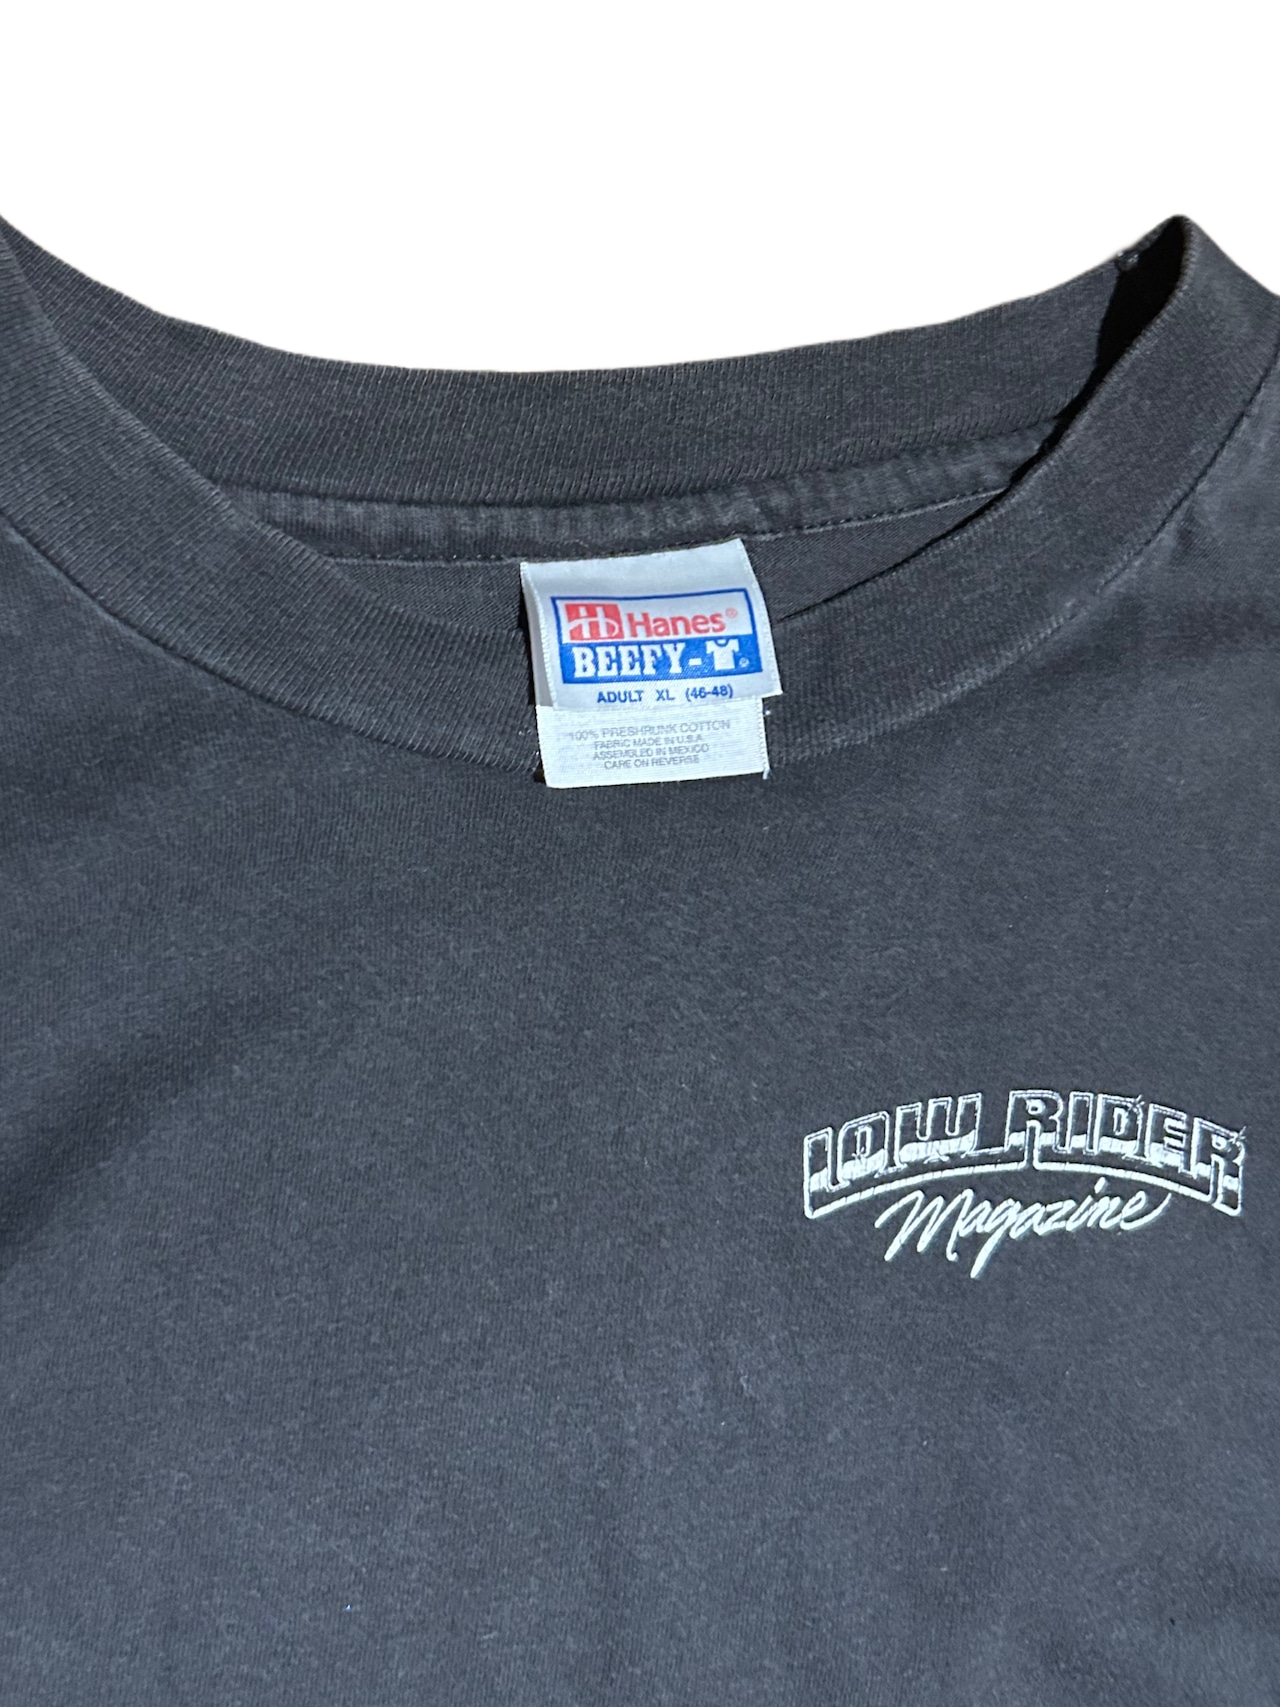 Hanes®
BEEFY-T®
ADULT XL (46-48)
100% PRESHRUNK COTTON
FABRIC MADE IN U.S.A.
ASSEMBLED IN MEXICO
CARE ON REVERSE
LOW RIDER
Magazine